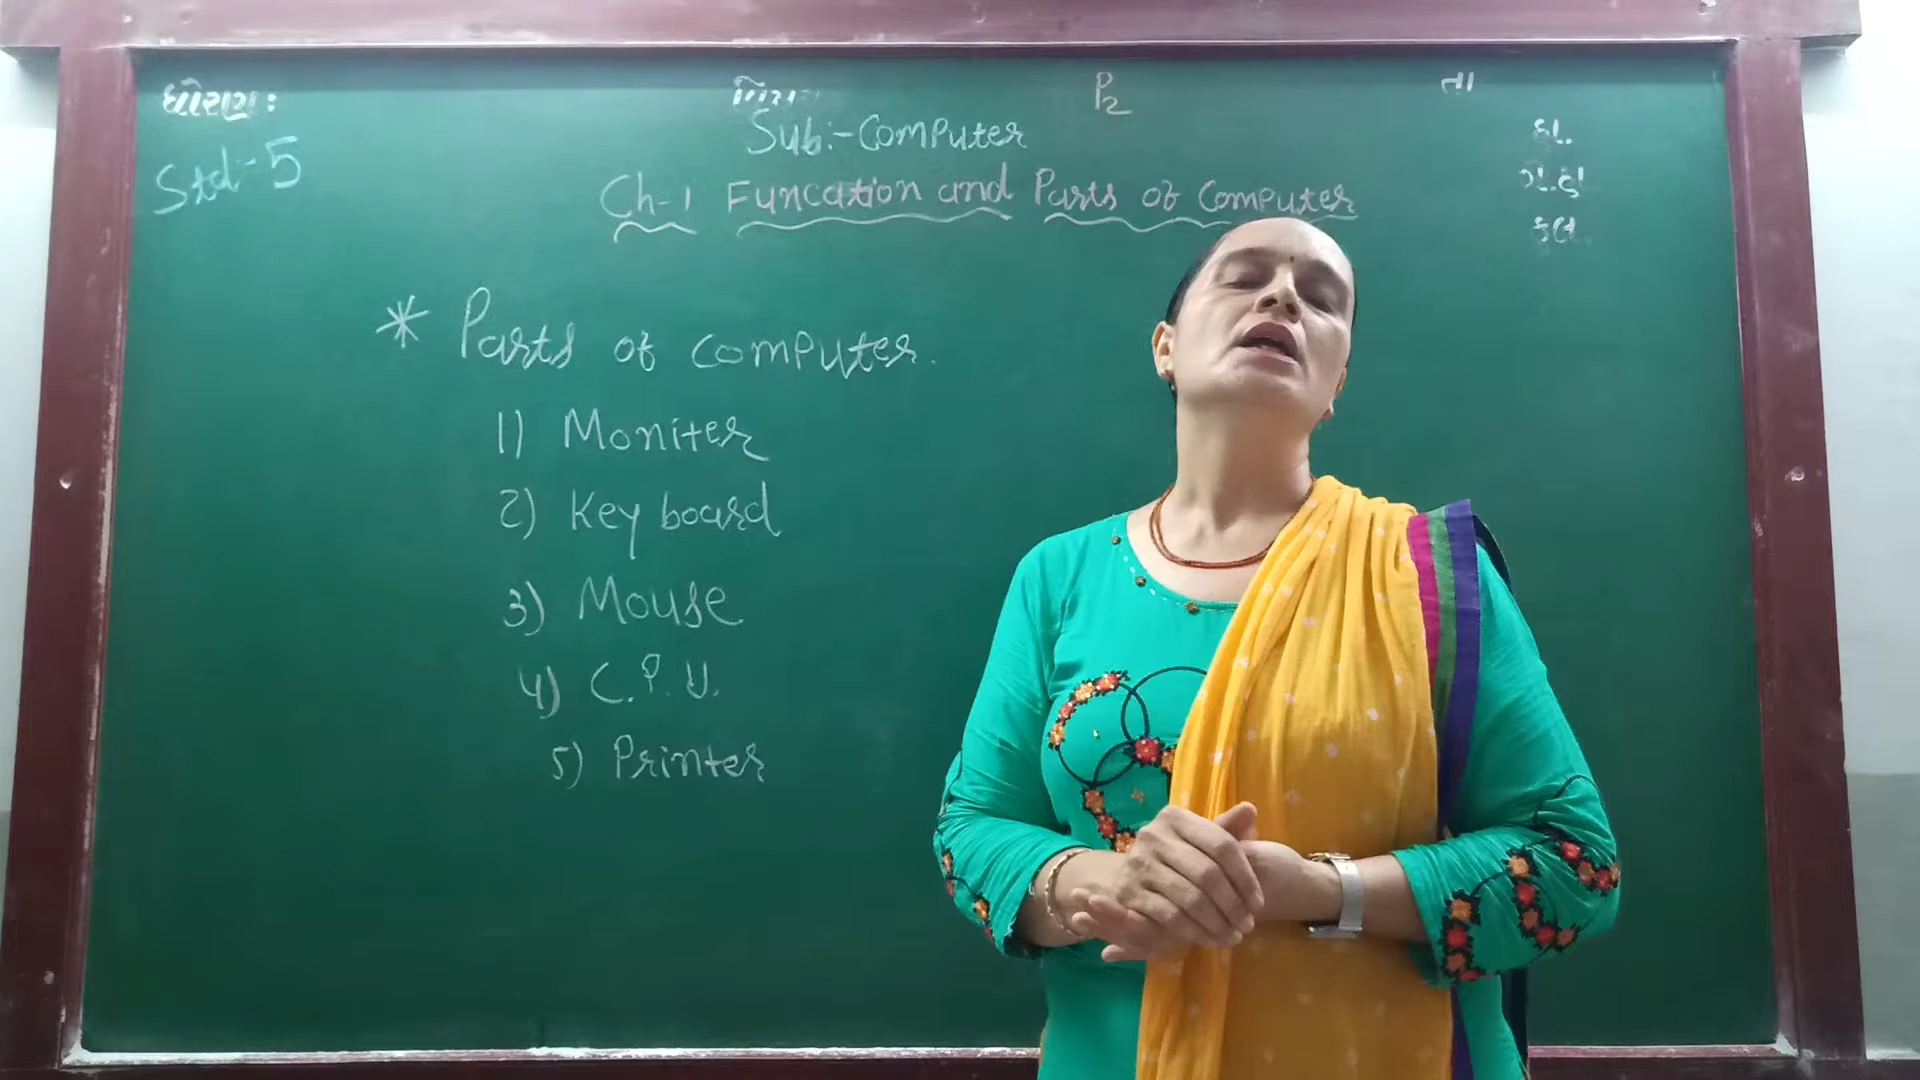 ધોરણ :
P2
તા
Sub:- Computer
હા.
Std:- 5
Ch-1 Funcation and Parts of Computer
ગે.હા.
કુલ.
* Parts of computer.
1) Moniter
2) Key board
3) Mouse
4) C.P.U.
5) Printer